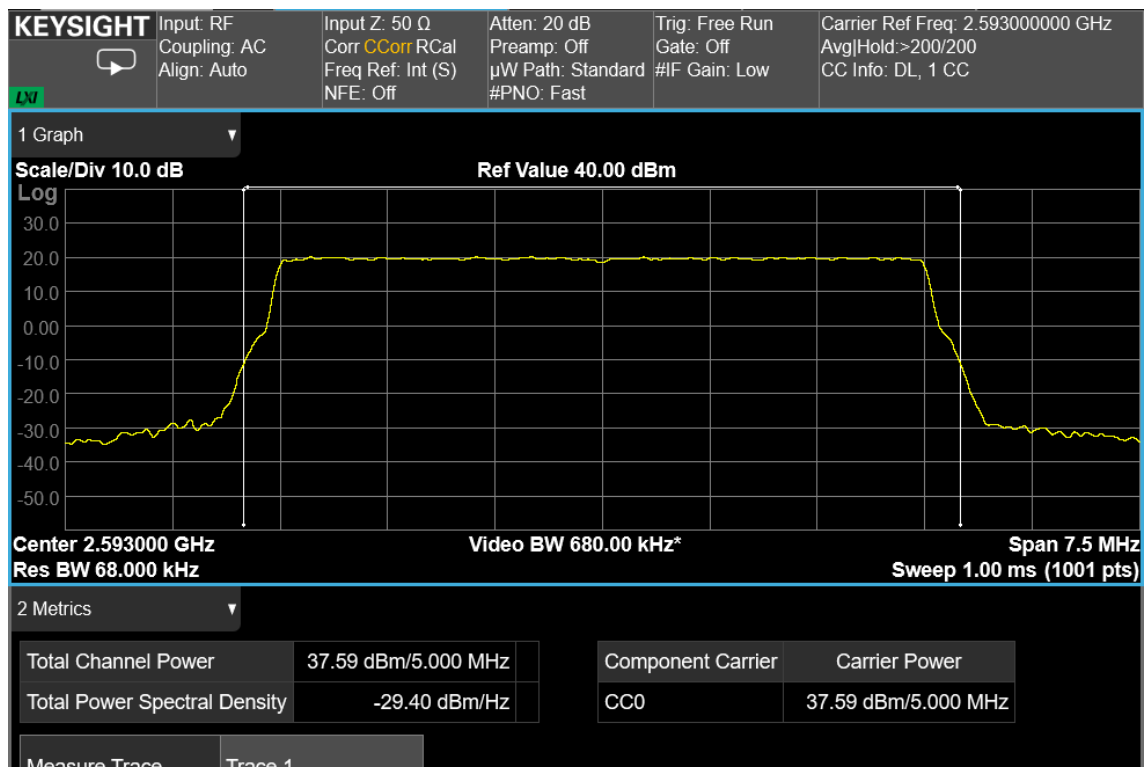 KEYSIGHT
LXI
Input: RF
Coupling: AC
Align: Auto
Input Z: 50 Ω
Corr CCorr RCal
Freq Ref: Int (S)
NFE: Off
Atten: 20 dB
Preamp: Off
µW Path: Standard
#PNO: Fast
Trig: Free Run
Gate: Off
#IF Gain: Low
Carrier Ref Freq: 2.593000000 GHz
Avg|Hold:>200/200
CC Info: DL, 1 CC
1 Graph
Scale/Div 10.0 dB
Ref Value 40.00 dBm
Log
30.0
20.0
10.0
0.00
-10.0
-20.0
-30.0
-40.0
-50.0
Center 2.593000 GHz
Video BW 680.00 kHz*
Span 7.5 MHz
Res BW 68.000 kHz
Sweep 1.00 ms (1001 pts)
2 Metrics
Total Channel Power 37.59 dBm/5.000 MHz
Total Power Spectral Density -29.40 dBm/Hz
Component Carrier Carrier Power
CC0 37.59 dBm/5.000 MHz
Measure Trace Trace 1